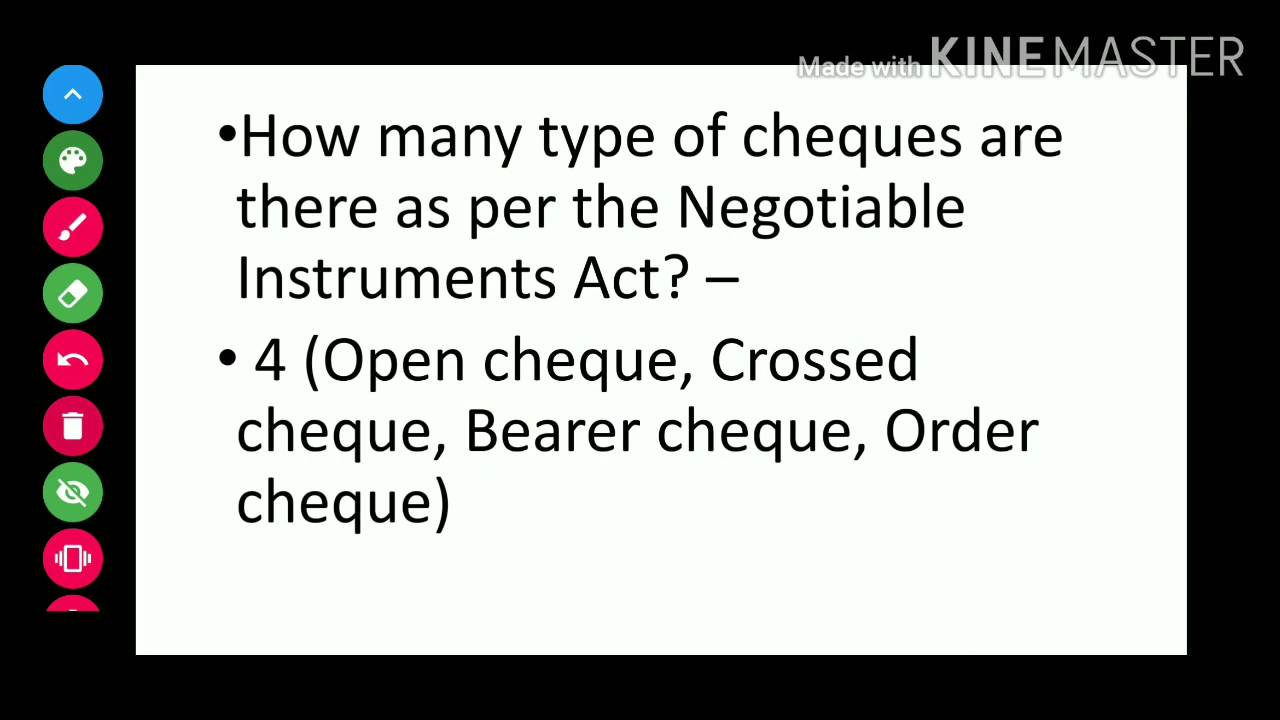 Made with KINEMASTER
•How many type of cheques are
there as per the Negotiable
Instruments Act? –
• 4 (Open cheque, Crossed
cheque, Bearer cheque, Order
cheque)